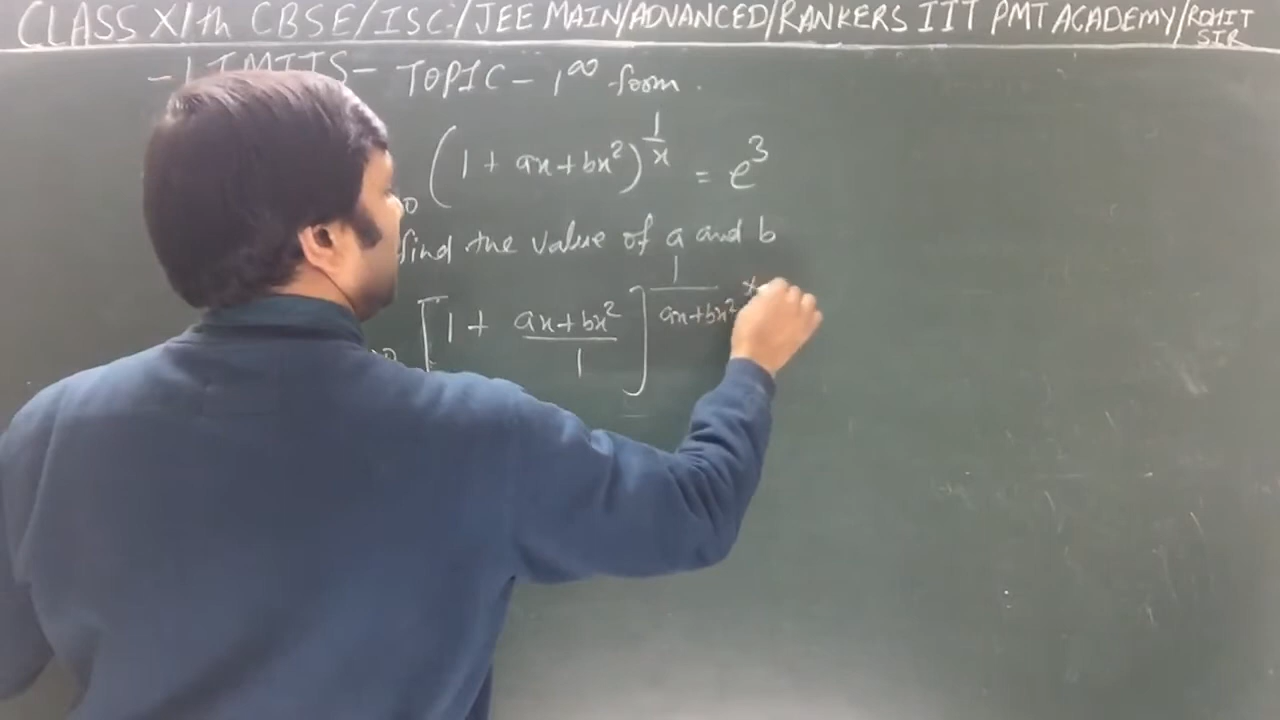 CLASS XIth CBSE/ISC/JEE MAIN/ADVANCED/RANKERS IIT PMT ACADEMY/ROHIT SIR
-LIMITS- TOPIC - 1^∞ form.
(1 + ax + bx²)^(1/x) = e³
find the value of a and b
[1 + (ax+bx²)/1]^(1/(ax+bx²) ×